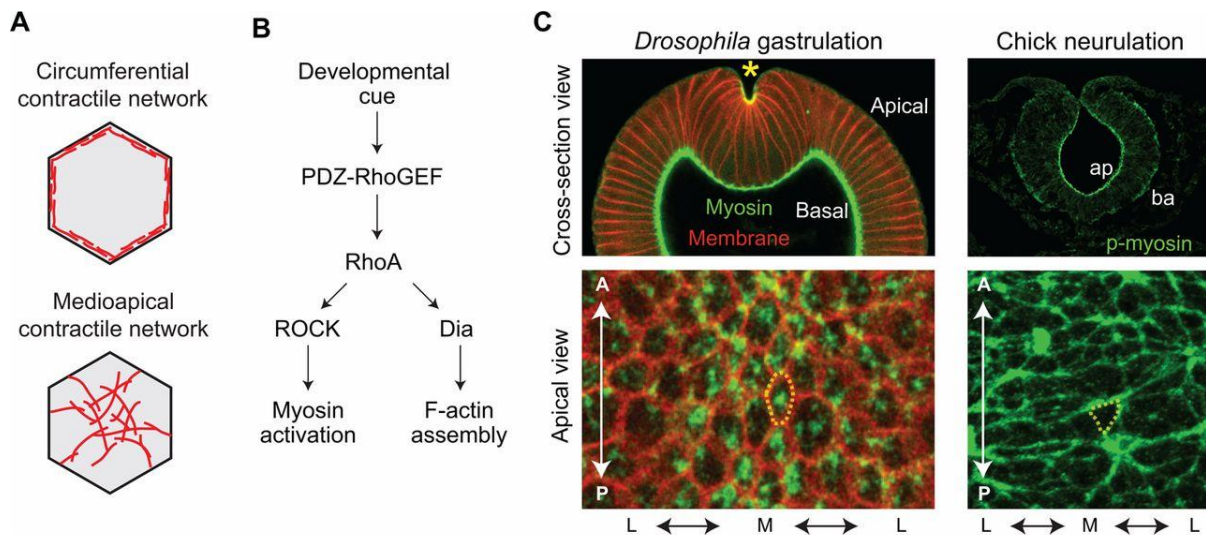 A
Circumferential
contractile network
Medioapical
contractile network
B
Developmental
cue
PDZ-RhoGEF
RhoA
ROCK
Dia
Myosin
activation
F-actin
assembly
C
Drosophila gastrulation
Chick neurulation
Cross-section view
*
Apical
Myosin
Basal
Membrane
ap
ba
p-myosin
Apical view
A
P
A
P
L M L
L M L